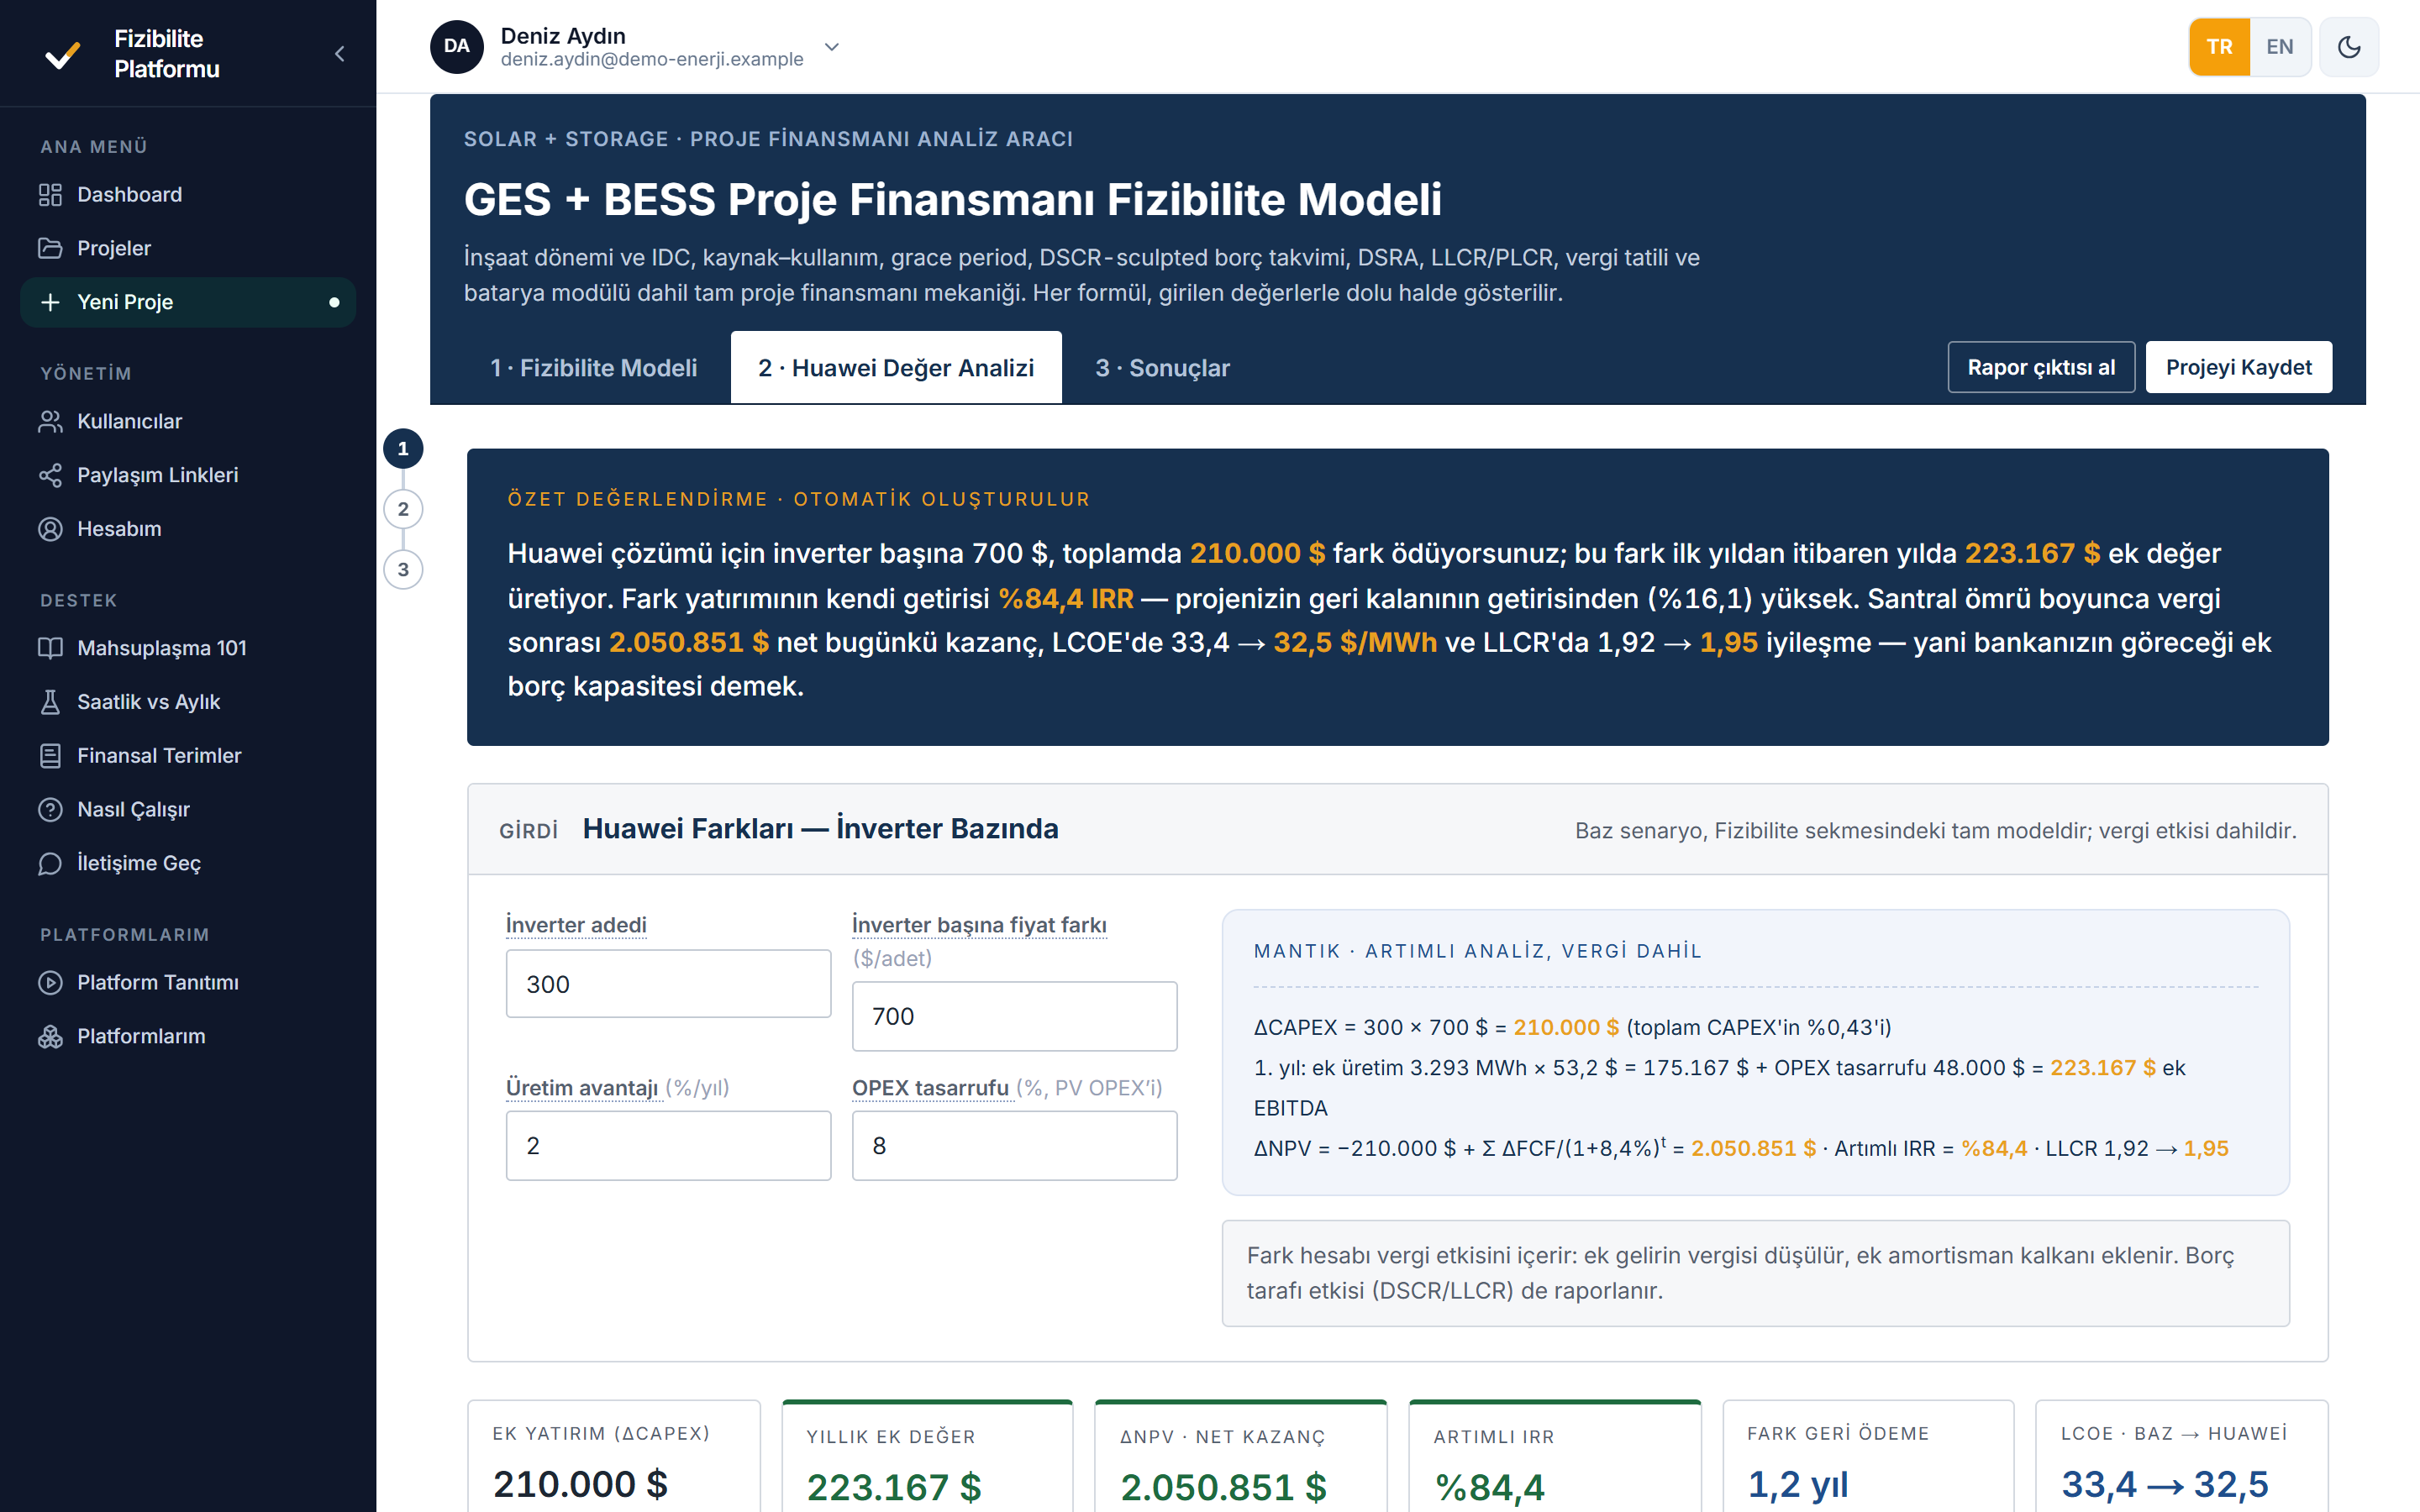 Fizibilite
Platformu
ANA MENÜ
Dashboard
Projeler
Yeni Proje
YÖNETİM
Kullanıcılar
Paylaşım Linkleri
Hesabım
DESTEK
Mahsuplaşma 101
Saatlik vs Aylık
Finansal Terimler
Nasıl Çalışır
İletişime Geç
PLATFORMLARIM
Platform Tanıtımı
Platformlarım
DA
Deniz Aydın
deniz.aydin@demo-enerji.example
TR
EN
SOLAR + STORAGE · PROJE FİNANSMANI ANALİZ ARACI
GES + BESS Proje Finansmanı Fizibilite Modeli
İnşaat dönemi ve IDC, kaynak–kullanım, grace period, DSCR-sculpted borç takvimi, DSRA, LLCR/PLCR, vergi tatili ve
batarya modülü dahil tam proje finansmanı mekaniği. Her formül, girilen değerlerle dolu halde gösterilir.
1 · Fizibilite Modeli
2 · Huawei Değer Analizi
3 · Sonuçlar
Rapor çıktısı al
Projeyi Kaydet
1
2
3
ÖZET DEĞERLENDİRME · OTOMATİK OLUŞTURULUR
Huawei çözümü için inverter başına 700 $, toplamda 210.000 $ fark ödüyorsunuz; bu fark ilk yıldan itibaren yılda 223.167 $ ek değer
üretiyor. Fark yatırımının kendi getirisi %84,4 IRR — projenizin geri kalanının getirisinden (%16,1) yüksek. Santral ömrü boyunca vergi
sonrası 2.050.851 $ net bugünkü kazanç, LCOE'de 33,4 → 32,5 $/MWh ve LLCR'da 1,92 → 1,95 iyileşme — yani bankanızın göreceği ek
borç kapasitesi demek.
GİRDİ
Huawei Farkları — İnverter Bazında
Baz senaryo, Fizibilite sekmesindeki tam modeldir; vergi etkisi dahildir.
İnverter adedi
300
İnverter başına fiyat farkı
($/adet)
700
Üretim avantajı (%/yıl)
2
OPEX tasarrufu (%, PV OPEX'i)
8
MANTIK · ARTIMLI ANALİZ, VERGİ DAHİL
ΔCAPEX = 300 × 700 $ = 210.000 $ (toplam CAPEX'in %0,43'i)
1. yıl: ek üretim 3.293 MWh × 53,2 $ = 175.167 $ + OPEX tasarrufu 48.000 $ = 223.167 $ ek
EBITDA
ΔNPV = −210.000 $ + Σ ΔFCF/(1+8,4%)ᵗ = 2.050.851 $ · Artımlı IRR = %84,4 · LLCR 1,92 → 1,95
Fark hesabı vergi etkisini içerir: ek gelirin vergisi düşülür, ek amortisman kalkanı eklenir. Borç
tarafı etkisi (DSCR/LLCR) de raporlanır.
EK YATIRIM (ΔCAPEX)
210.000 $
YILLIK EK DEĞER
223.167 $
ΔNPV · NET KAZANÇ
2.050.851 $
ARTIMLI IRR
%84,4
FARK GERİ ÖDEME
1,2 yıl
LCOE · BAZ → HUAWEİ
33,4 → 32,5